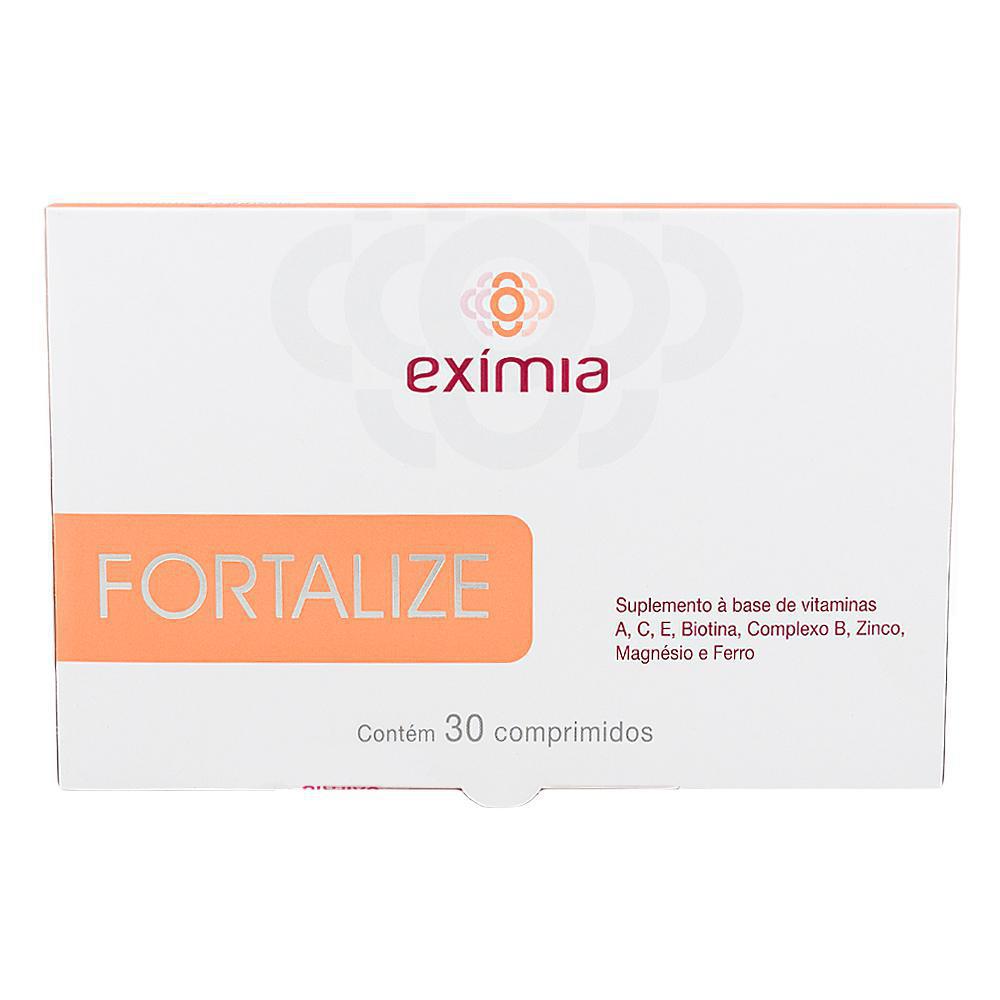 exímia
FORTALIZE
Suplemento à base de vitaminas
A, C, E, Biotina, Complexo B, Zinco,
Magnésio e Ferro
Contém 30 comprimidos